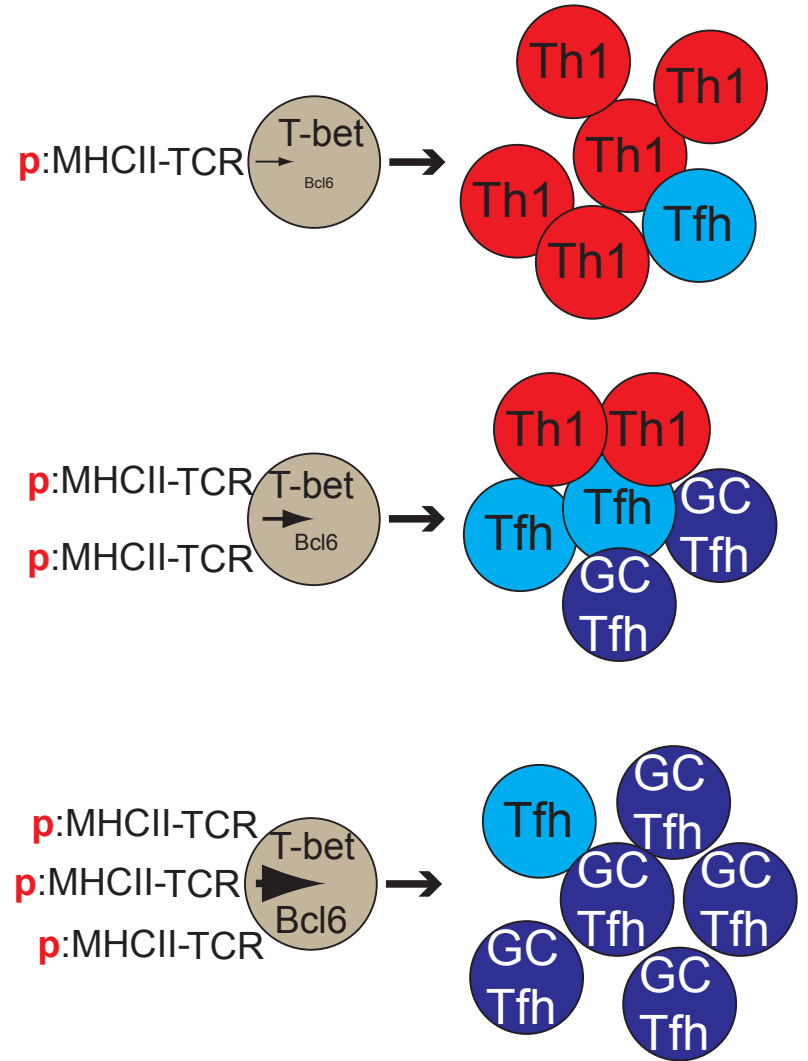 Th1
Th1
T-bet
p:MHCII-TCR
Bcl6
Th1
Th1
Th1
Tfh
Th1
Th1
p:MHCII-TCR
T-bet
p:MHCII-TCR
Bcl6
Tfh
Tfh
GC
Tfh
GC
Tfh
p:MHCII-TCR
p:MHCII-TCR
p:MHCII-TCR
T-bet
Bcl6
Tfh
GC
Tfh
GC
Tfh
GC
Tfh
GC
Tfh
GC
Tfh